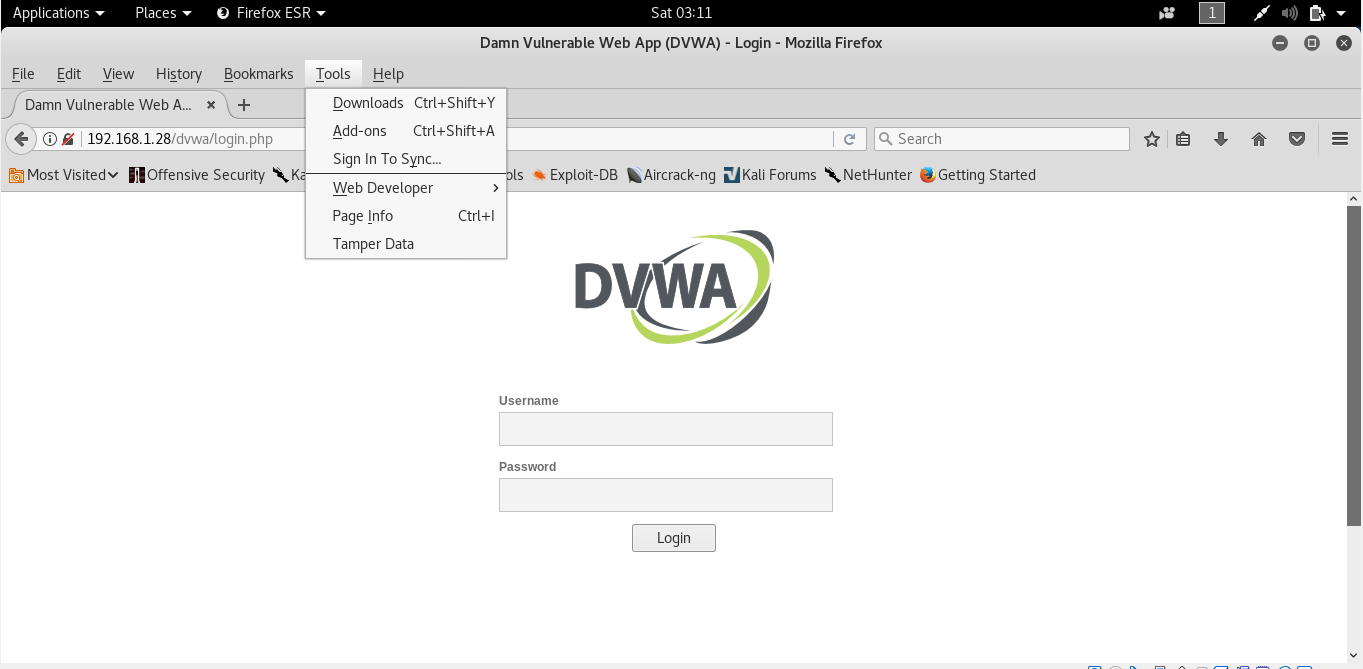 Applications Places Firefox ESR Sat 03:11 1
Damn Vulnerable Web App (DVWA) - Login - Mozilla Firefox
File Edit View History Bookmarks Tools Help
Damn Vulnerable Web A... × +
Downloads Ctrl+Shift+Y
Add-ons Ctrl+Shift+A
Sign In To Sync...
Web Developer
Page Info Ctrl+I
Tamper Data
192.168.1.28/dvwa/login.php Search
Most Visited Offensive Security Ka ols Exploit-DB Aircrack-ng Kali Forums NetHunter Getting Started
DVWA
Username
Password
Login